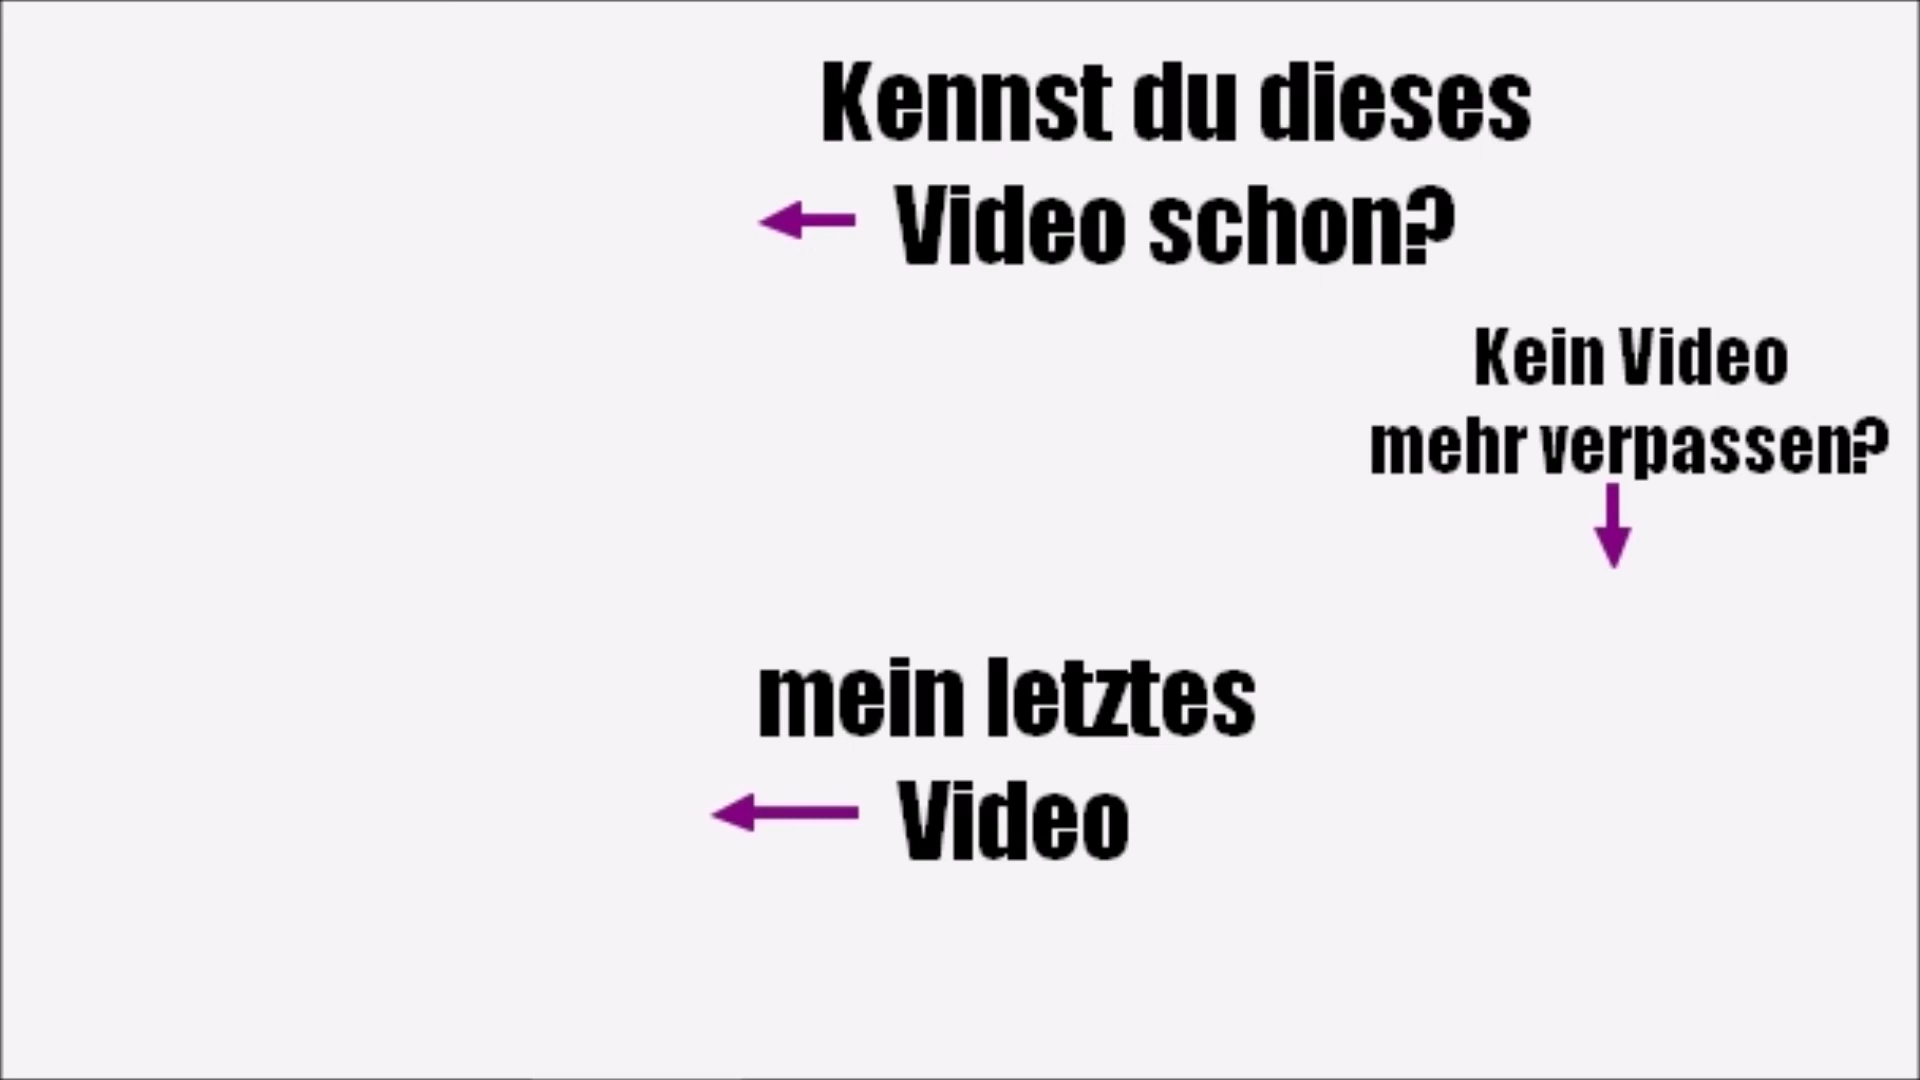 Kennst du dieses
Video schon?
Kein Video
mehr verpassen?
mein letztes
Video